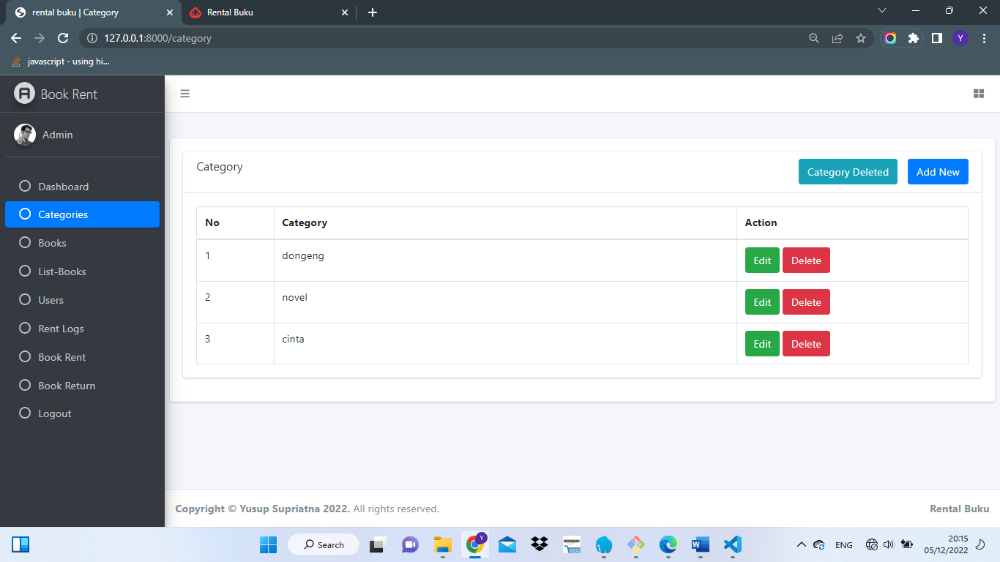 rental buku | Category
Rental Buku
127.0.0.1:8000/category
Y
javascript - using hi...
Book Rent
Admin
Dashboard
Categories
Books
List-Books
Users
Rent Logs
Book Rent
Book Return
Logout
Category
Category Deleted
Add New
No Category Action
1 dongeng Edit Delete
2 novel Edit Delete
3 cinta Edit Delete
Copyright © Yusup Supriatna 2022. All rights reserved.
Rental Buku
Search
Y
amazon
W
ENG
20:15
05/12/2022